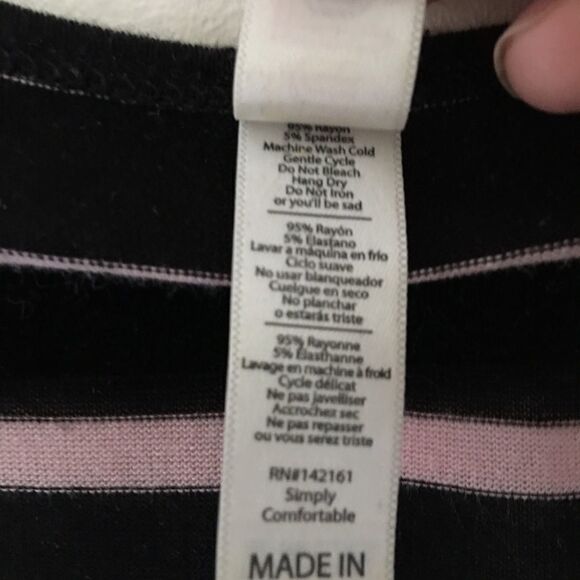 95% Rayon
5% Spandex
Machine Wash Cold
Gentle Cycle
Do Not Bleach
Hang Dry
Do Not Iron
or you'll be sad
95% Rayón
5% Elastano
Lavar a máquina en frio
Ciclo suave
No usar blanqueador
Cuelgue en seco
No planchar
o estarás triste
95% Rayonne
5% Élasthanne
Lavage en machine à froid
Cycle délicat
Ne pas javelliser
Accrochez sec
Ne pas repasser
ou vous serez triste
RN#142161
Simply
Comfortable
MADE IN